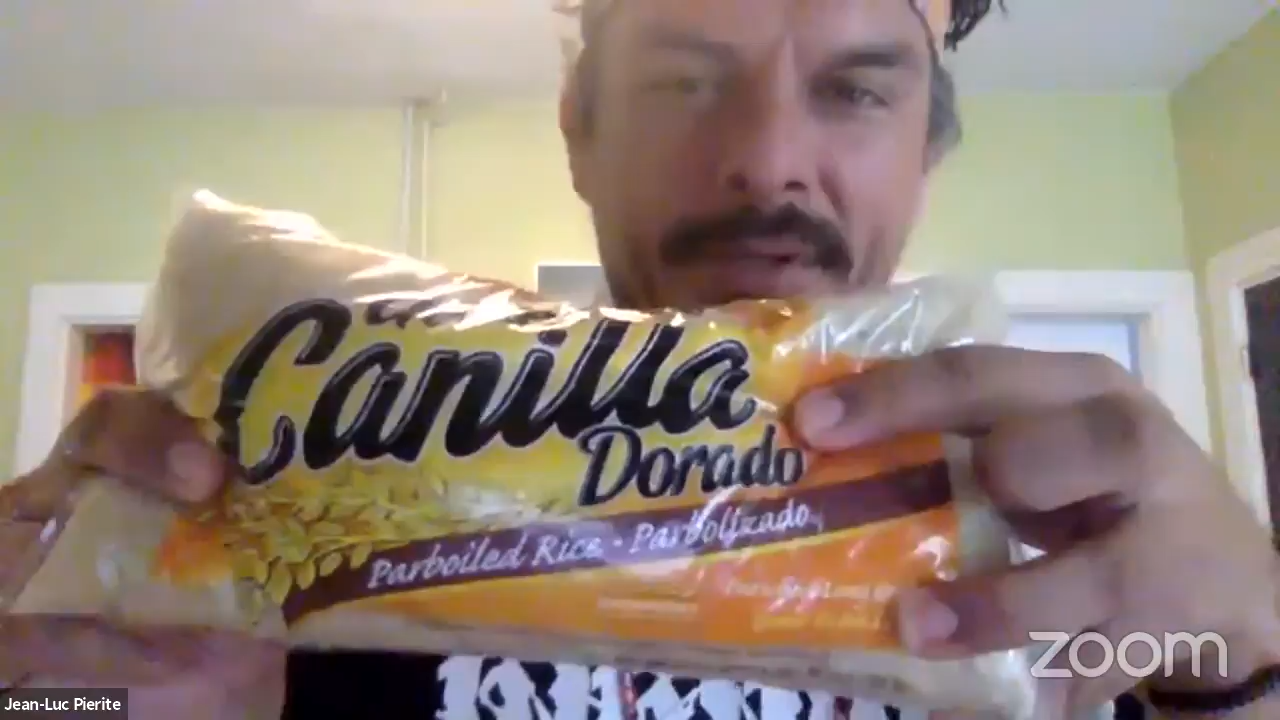 Canilla
Dorado
Parboiled Rice • Parbolizado
zoom
Jean-Luc Pierite